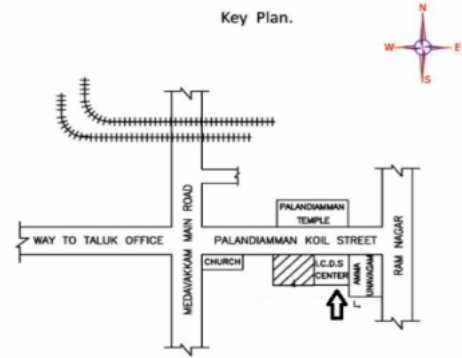 Key Plan.
N
W
E
S
PALANDIAMMAN
TEMPLE
WAY TO TALUK OFFICE
MEDAVAKKAM MAIN ROAD
PALANDIAMMAN KOIL STREET
RAM NAGAR
CHURCH
I.C.D.S
CENTER
AMMA
UNAVAGAM